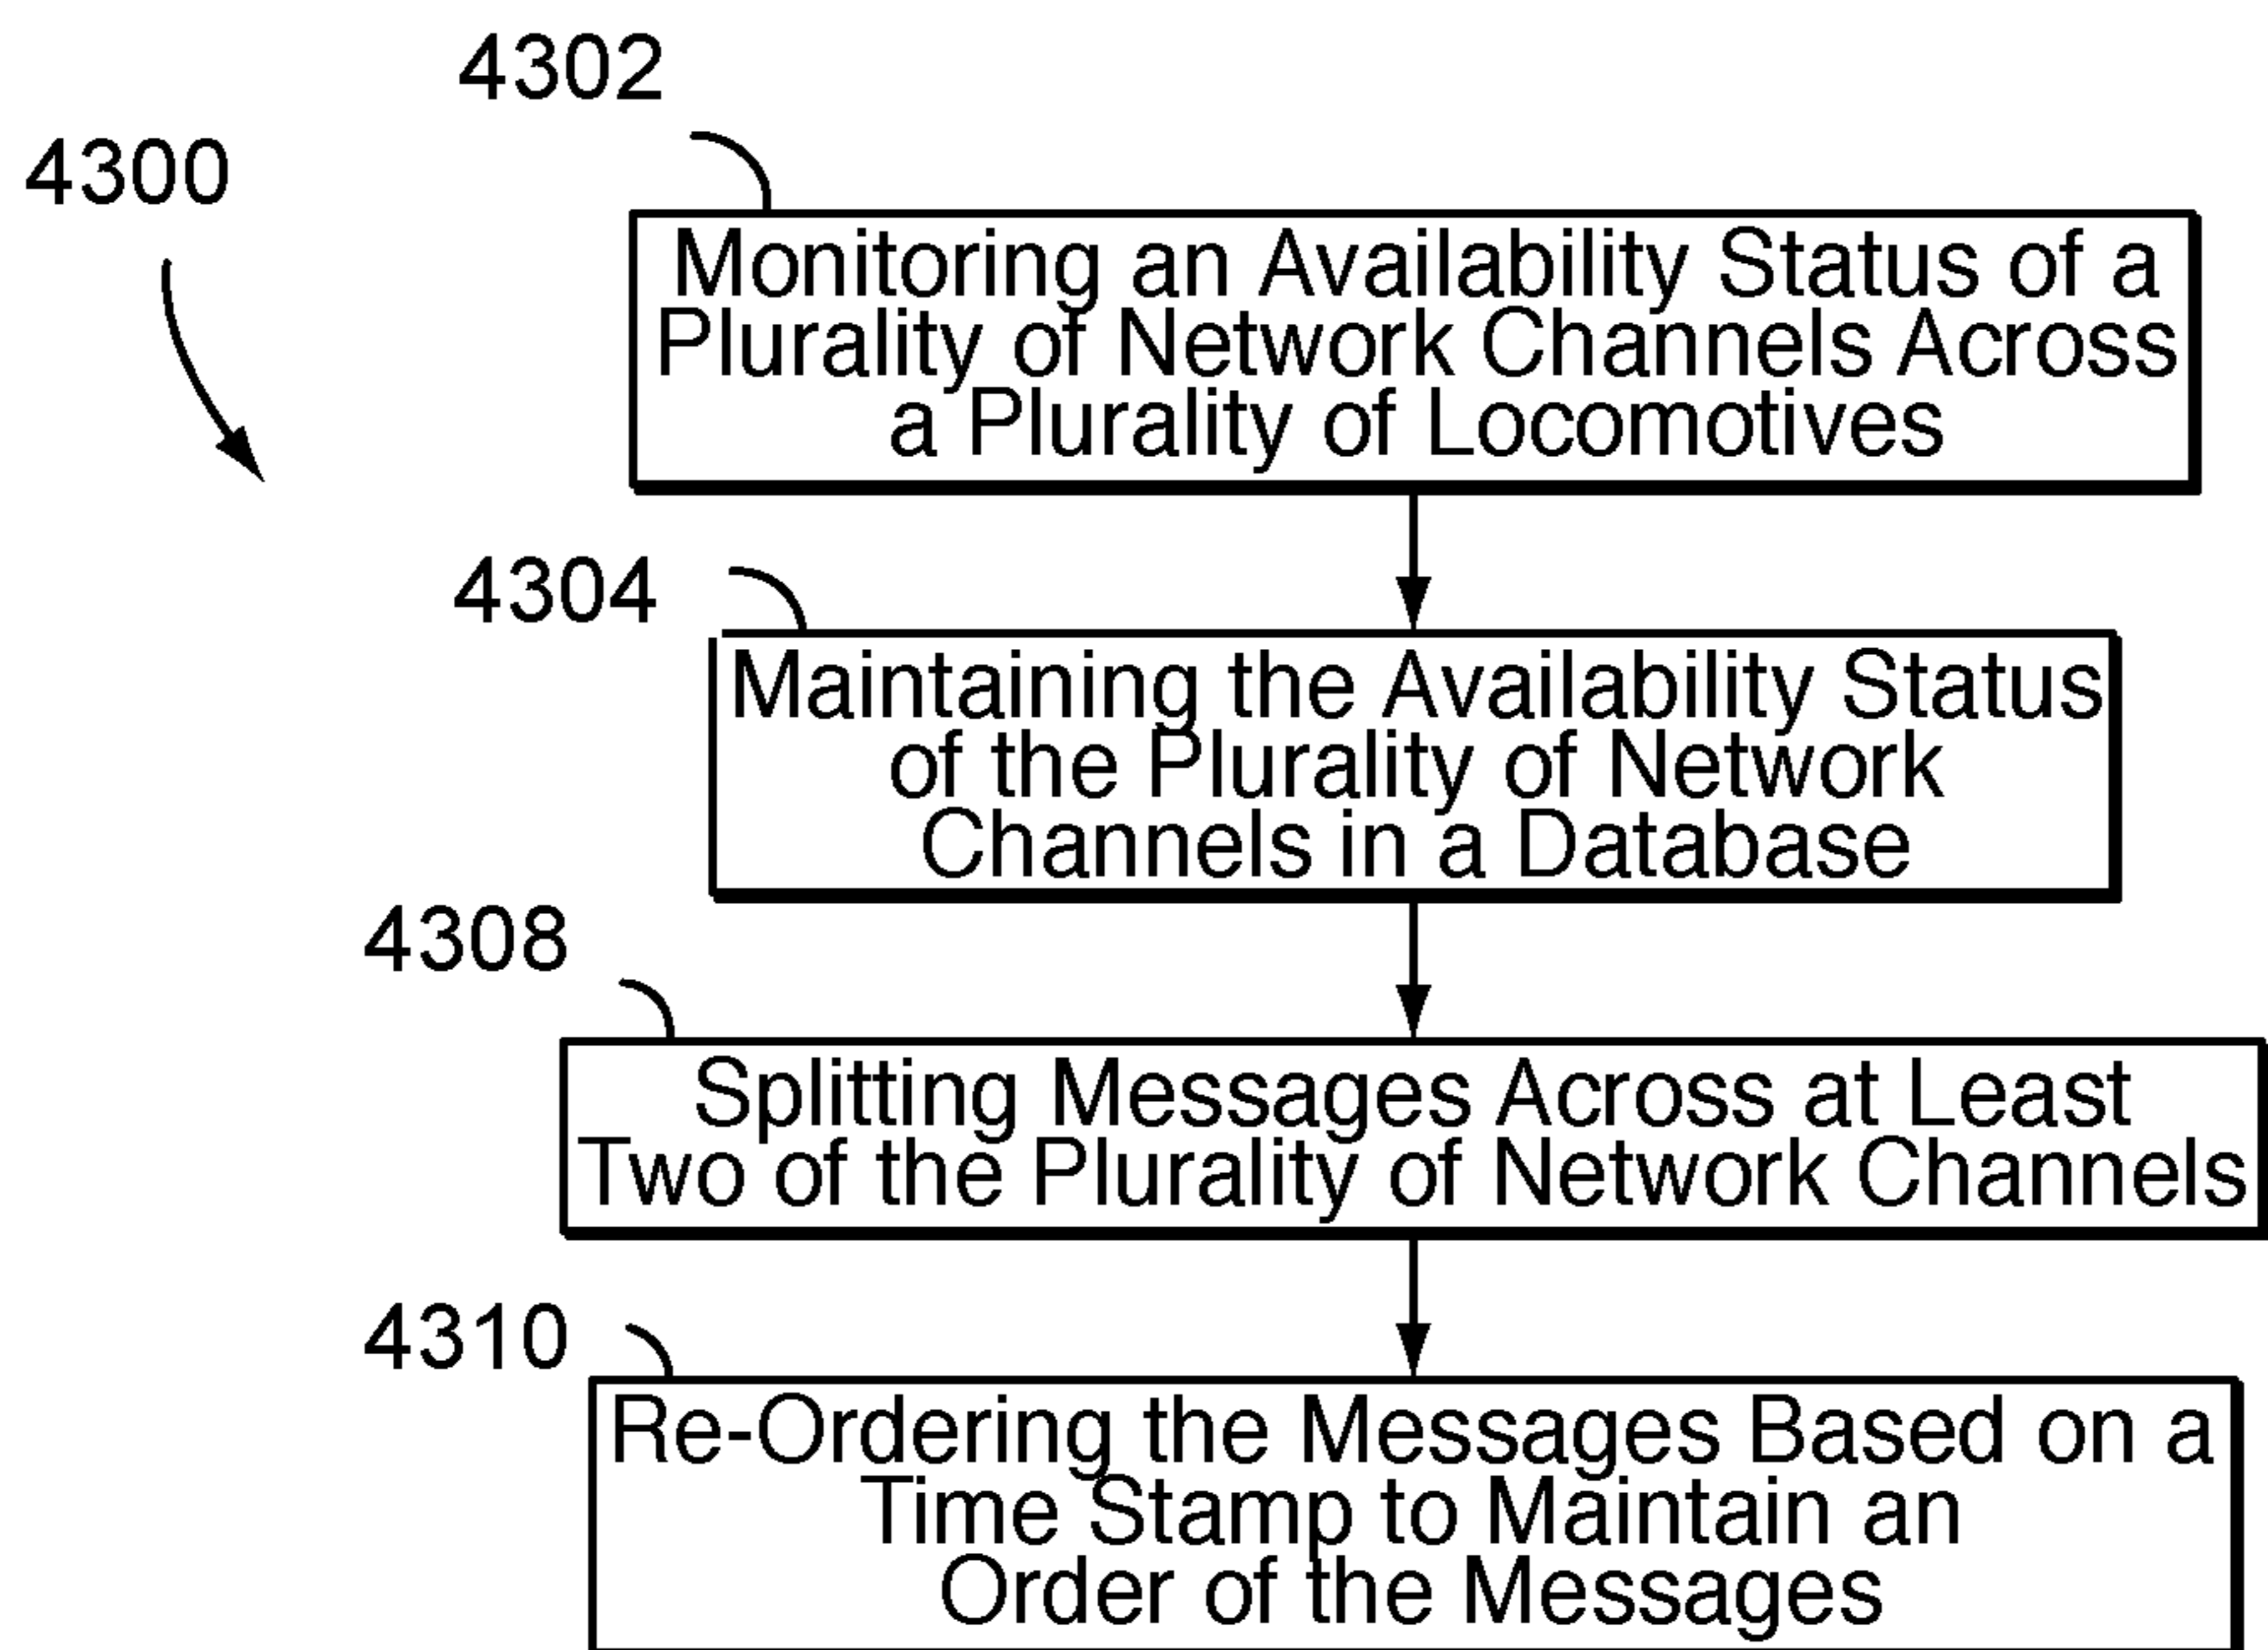 4302
4300
Monitoring an Availability Status of a
Plurality of Network Channels Across
a Plurality of Locomotives
4304
Maintaining the Availability Status
of the Plurality of Network
Channels in a Database
4308
Splitting Messages Across at Least
Two of the Plurality of Network Channels
4310
Re-Ordering the Messages Based on a
Time Stamp to Maintain an
Order of the Messages